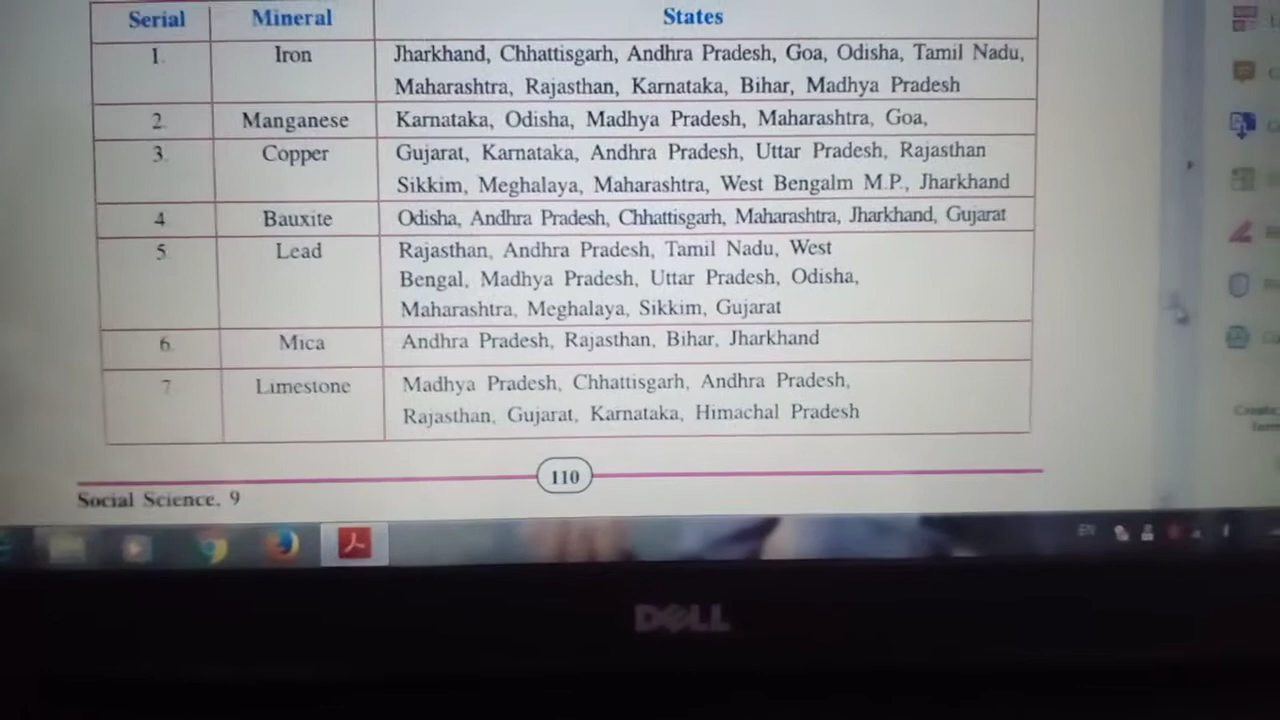 Serial Mineral States
1. Iron Jharkhand, Chhattisgarh, Andhra Pradesh, Goa, Odisha, Tamil Nadu,
Maharashtra, Rajasthan, Karnataka, Bihar, Madhya Pradesh
2. Manganese Karnataka, Odisha, Madhya Pradesh, Maharashtra, Goa,
3. Copper Gujarat, Karnataka, Andhra Pradesh, Uttar Pradesh, Rajasthan
Sikkim, Meghalaya, Maharashtra, West Bengalm M.P., Jharkhand
4 Bauxite Odisha, Andhra Pradesh, Chhattisgarh, Maharashtra, Jharkhand, Gujarat
5 Lead Rajasthan, Andhra Pradesh, Tamil Nadu, West
Bengal, Madhya Pradesh, Uttar Pradesh, Odisha,
Maharashtra, Meghalaya, Sikkim, Gujarat
6. Mica Andhra Pradesh, Rajasthan, Bihar, Jharkhand
7 Limestone Madhya Pradesh, Chhattisgarh, Andhra Pradesh,
Rajasthan, Gujarat, Karnataka, Himachal Pradesh
110
Social Science, 9
EN
DELL